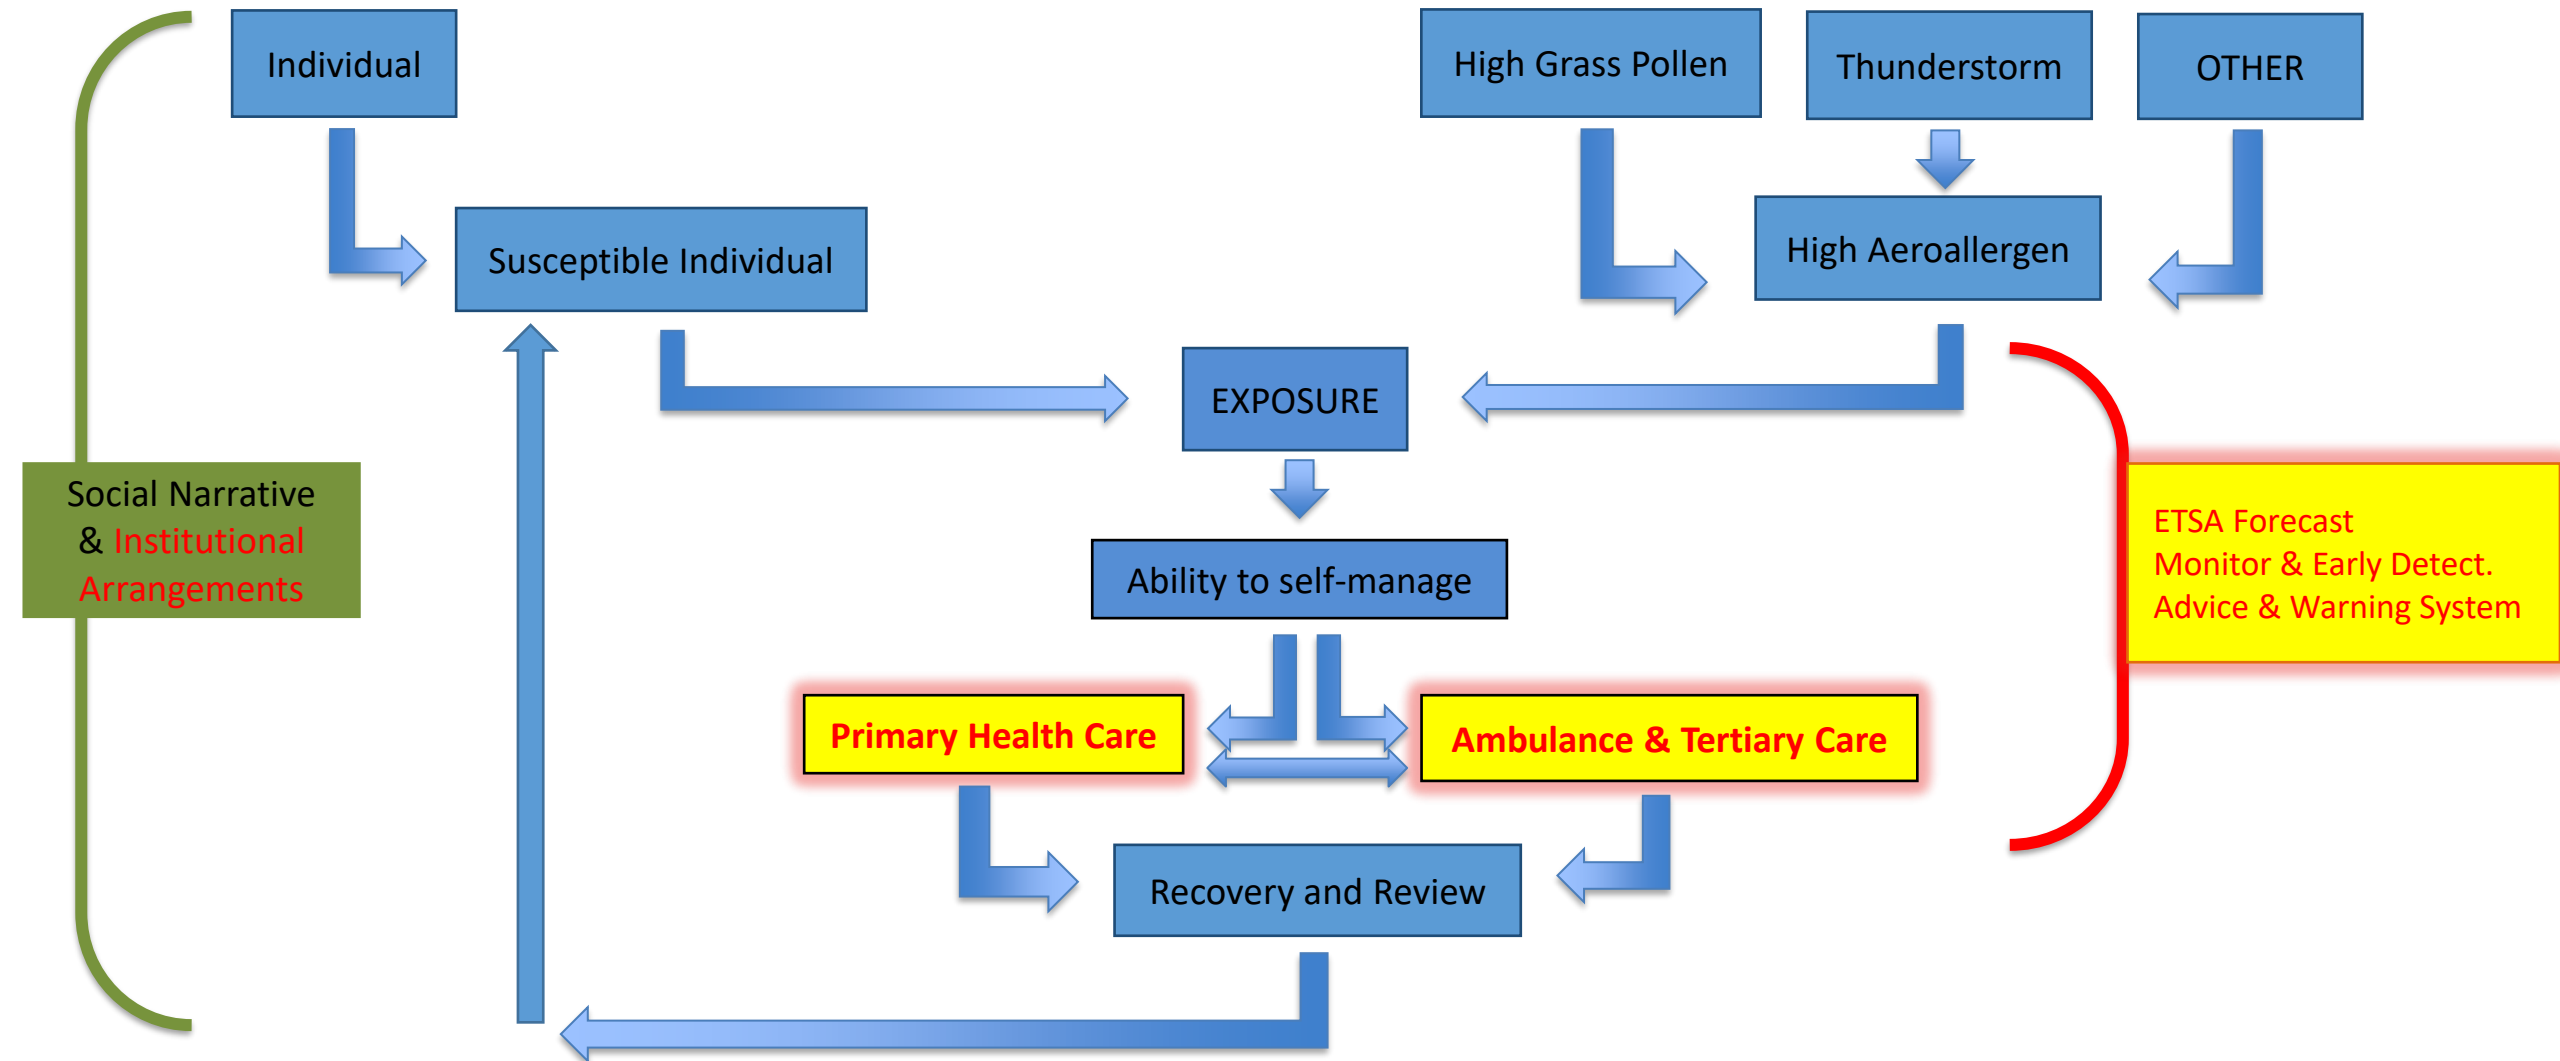 Individual
High Grass Pollen
Thunderstorm
OTHER
Susceptible Individual
High Aeroallergen
EXPOSURE
Social Narrative
& Institutional
Arrangements
ETSA Forecast
Monitor & Early Detect.
Advice & Warning System
Ability to self-manage
Primary Health Care
Ambulance & Tertiary Care
Recovery and Review